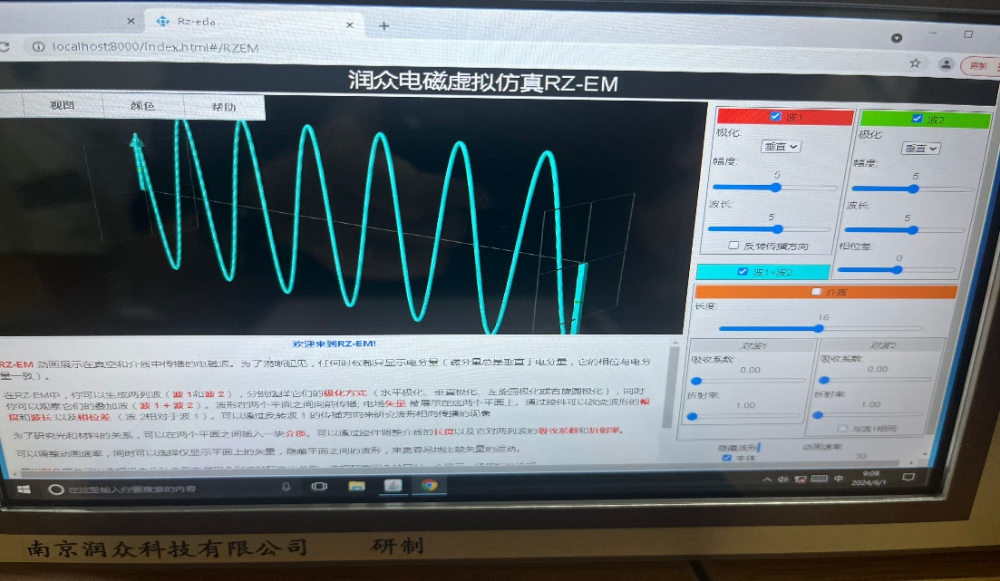 Rz-eda
localhost:8000/index.html#/RZEM
更新
润众电磁虚拟仿真RZ-EM
视图 颜色 帮助
波1 波2
极化: 极化:
垂直 垂直
幅度: 幅度:
5 5
波长: 波长:
5 5
反转传播方向 相位差:
0
波1+波2
介质
长度:
16
对波1 对波2
吸收系数: 吸收系数:
0.00 0.00
折射率: 折射率:
1.00 1.00
与波1相同
隐藏波形 动画速率:
本体 30
欢迎来到RZ-EM!
RZ-EM 动画展示在真空和介质中传播的电磁波。为了清晰起见，任何时候都只显示电分量（磁分量总是垂直于电分量，它的相位与电分
量一致）。
在RZ-EM中，你可以生成两列波（波1和波2），分别选择它们的极化方式（水平极化、垂直极化、左旋圆极化或右旋圆极化），同时
你可以观察它们的叠加波（波1 + 波2）。波形在两个平面之间向前传播, 电场矢量 被展示在这两个平面上。 通过控件可以改变波形的幅
度和波长以及相位差（波2相对于波1）。可以通过反转波1的传播方向来研究波形相向传播的现象
为了研究光和材料的关系，可以在两个平面之间插入一块介质。可以通过控件调整介质的长度以及它对两列波的吸收系数和折射率。
可以调整动画速率，同时可以选择仅显示平面上的矢量，隐藏平面之间的波形，来更容易地比较矢量的运动。
在这里输入你要搜索的内容
中
9:08
2024/6/1
南京润众科技有限公司 研制